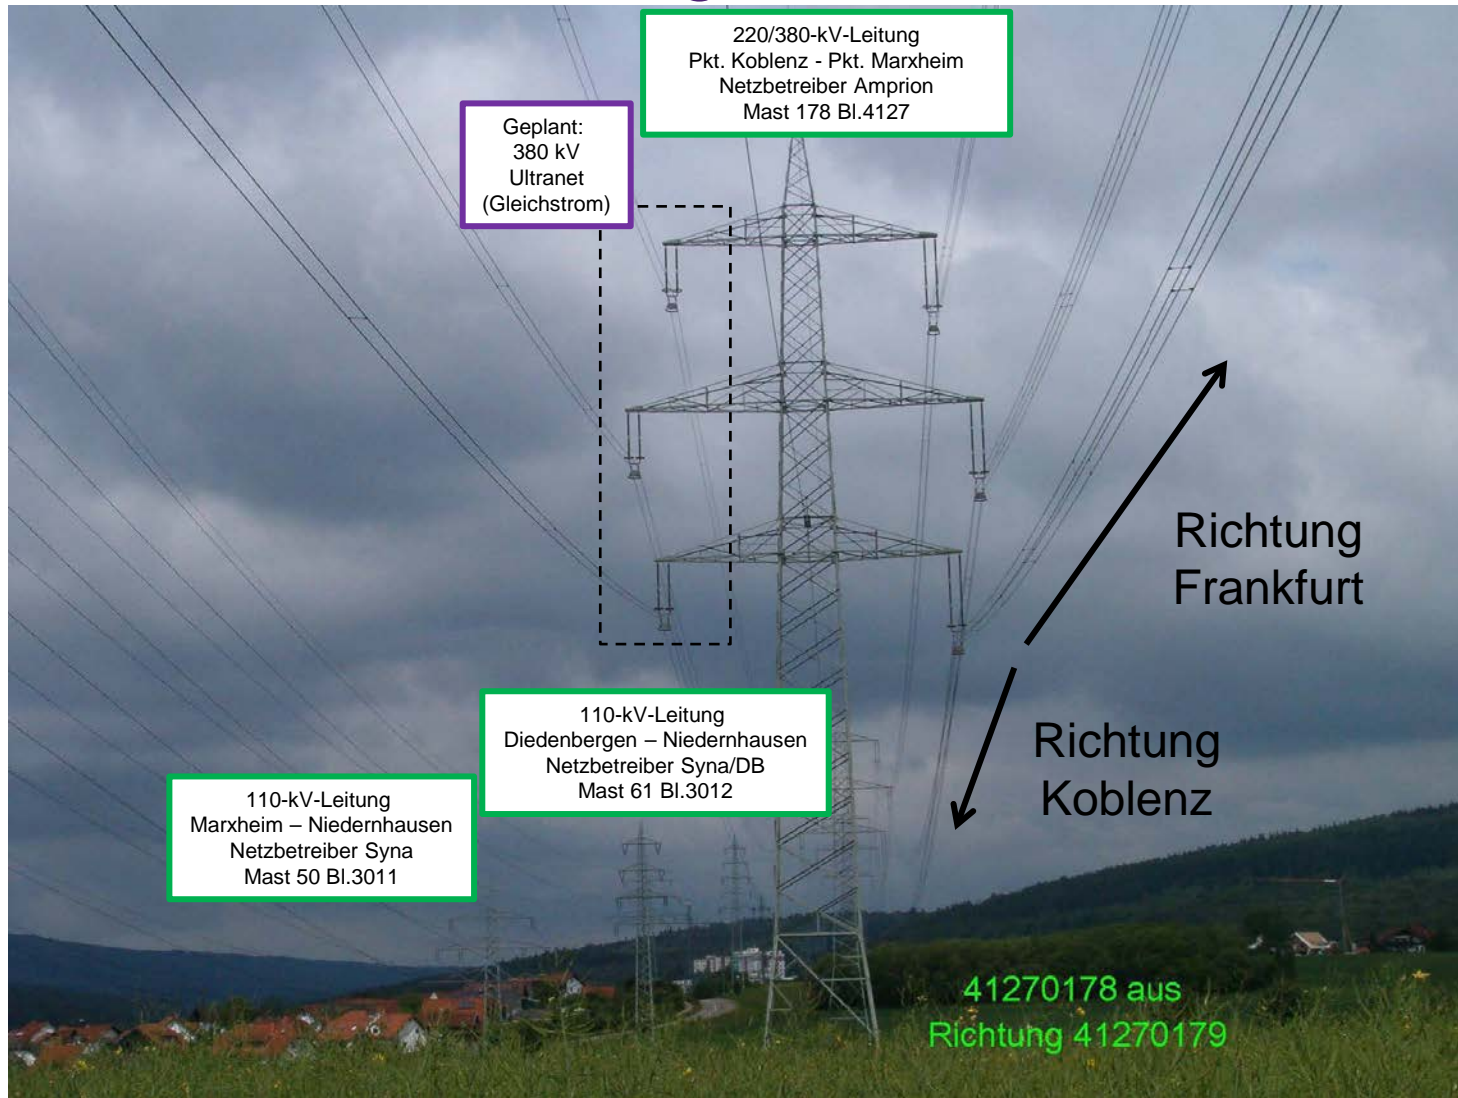 220/380-kV-Leitung
Pkt. Koblenz - Pkt. Marxheim
Netzbetreiber Amprion
Mast 178 Bl.4127
Geplant:
380 kV
Ultranet
(Gleichstrom)
Richtung
Frankfurt
110-kV-Leitung
Diedenbergen – Niedernhausen
Netzbetreiber Syna/DB
Mast 61 Bl.3012
Richtung
Koblenz
110-kV-Leitung
Marxheim – Niedernhausen
Netzbetreiber Syna
Mast 50 Bl.3011
41270178 aus
Richtung 41270179